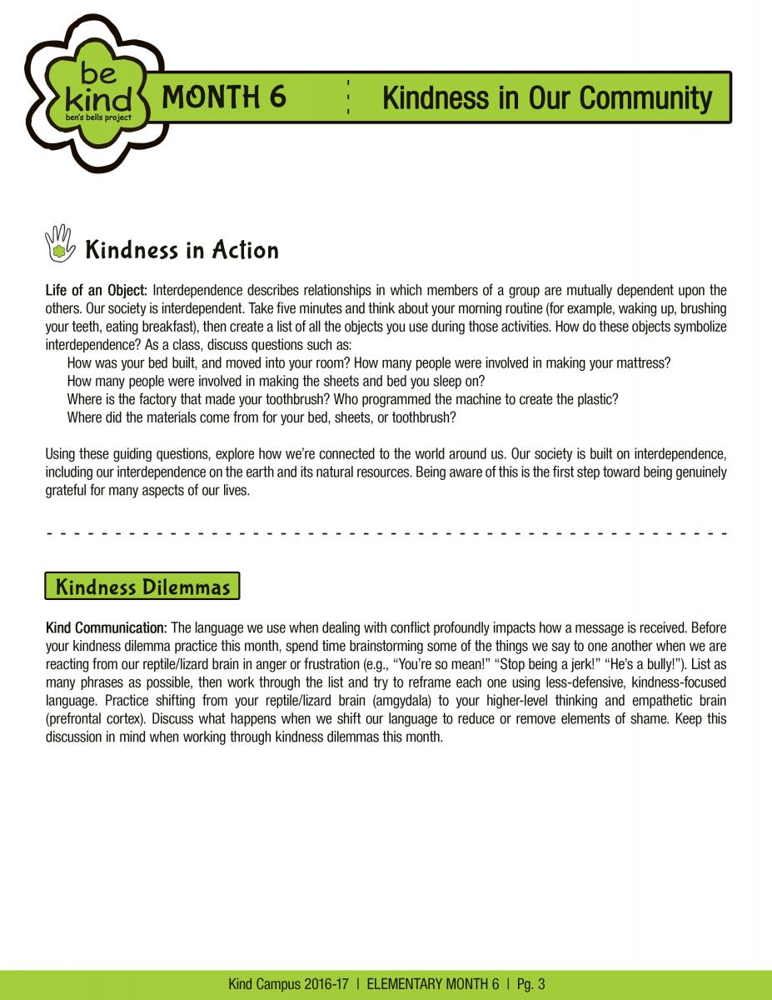 be
kind
ben's bells project
MONTH 6
Kindness in Our Community
Kindness in Action
Life of an Object: Interdependence describes relationships in which members of a group are mutually dependent upon the
others. Our society is interdependent. Take five minutes and think about your morning routine (for example, waking up, brushing
your teeth, eating breakfast), then create a list of all the objects you use during those activities. How do these objects symbolize
interdependence? As a class, discuss questions such as:
How was your bed built, and moved into your room? How many people were involved in making your mattress?
How many people were involved in making the sheets and bed you sleep on?
Where is the factory that made your toothbrush? Who programmed the machine to create the plastic?
Where did the materials come from for your bed, sheets, or toothbrush?
Using these guiding questions, explore how we're connected to the world around us. Our society is built on interdependence,
including our interdependence on the earth and its natural resources. Being aware of this is the first step toward being genuinely
grateful for many aspects of our lives.
Kindness Dilemmas
Kind Communication: The language we use when dealing with conflict profoundly impacts how a message is received. Before
your kindness dilemma practice this month, spend time brainstorming some of the things we say to one another when we are
reacting from our reptile/lizard brain in anger or frustration (e.g., “You're so mean!” “Stop being a jerk!” “He's a bully!”). List as
many phrases as possible, then work through the list and try to reframe each one using less-defensive, kindness-focused
language. Practice shifting from your reptile/lizard brain (amygdala) to your higher-level thinking and empathetic brain
(prefrontal cortex). Discuss what happens when we shift our language to reduce or remove elements of shame. Keep this
discussion in mind when working through kindness dilemmas this month.
Kind Campus 2016-17 | ELEMENTARY MONTH 6 | Pg. 3